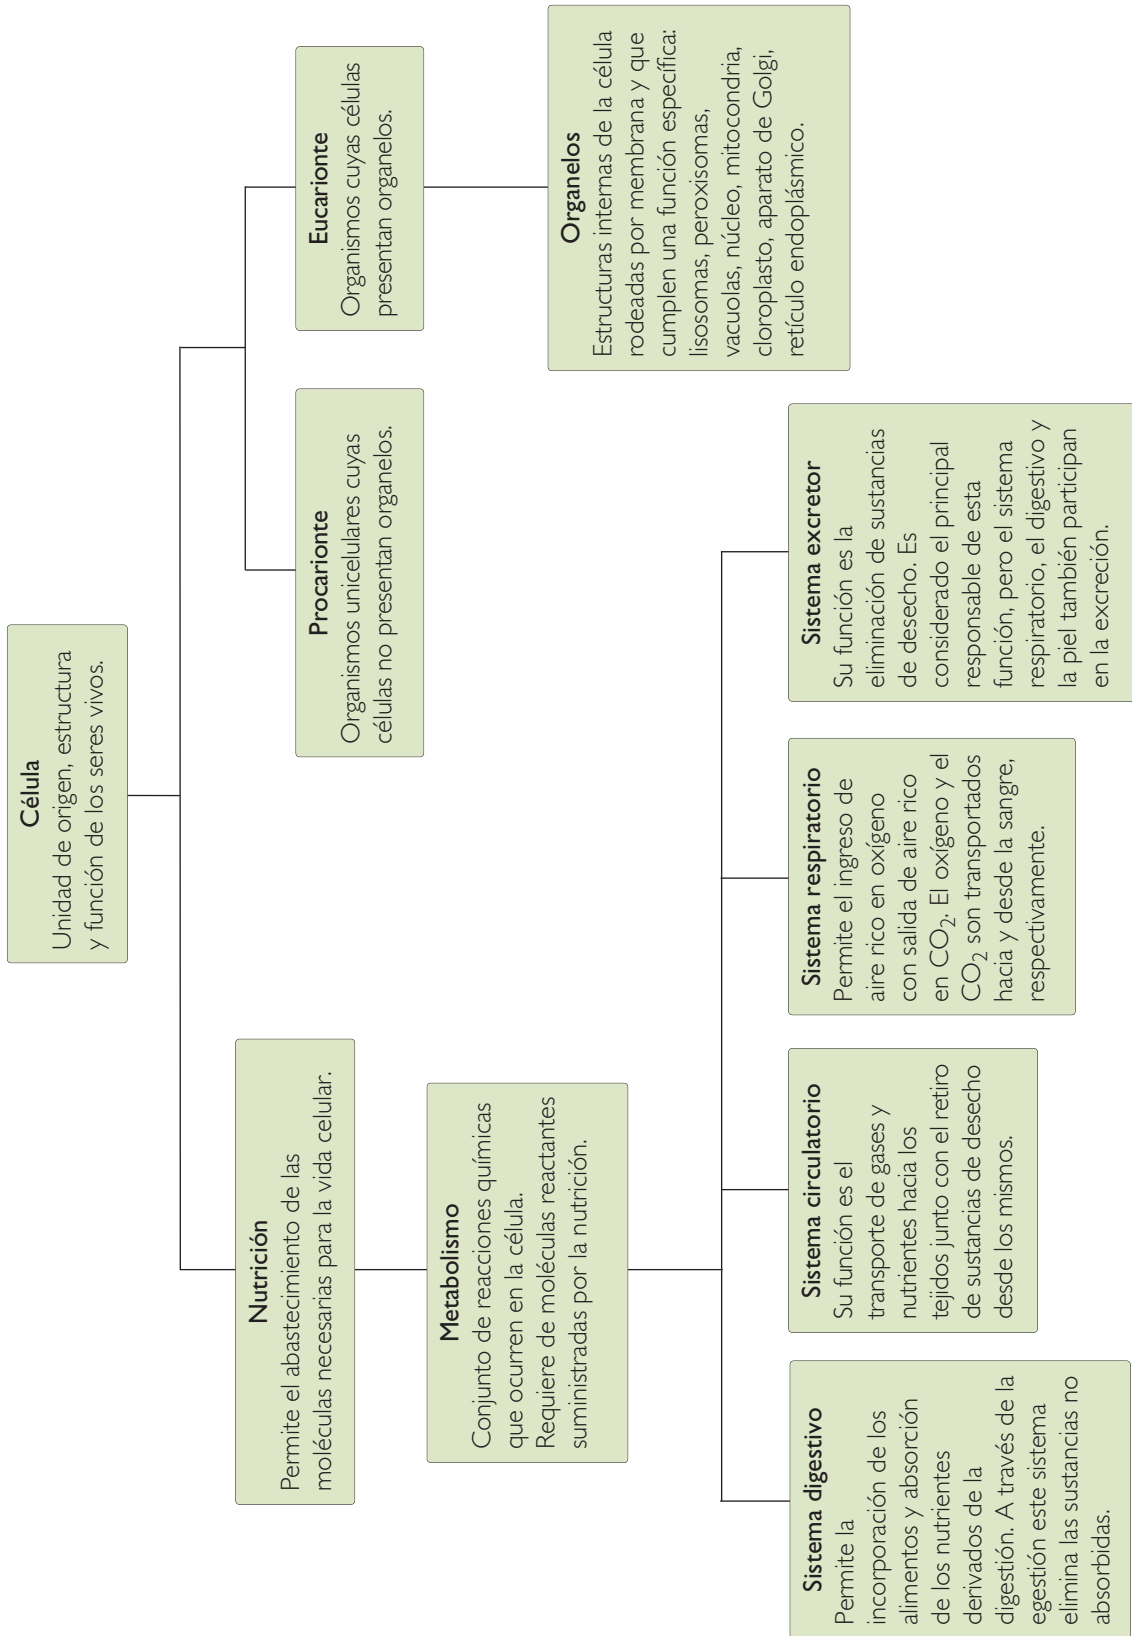 Célula
Unidad de origen, estructura
y función de los seres vivos.
Nutrición
Permite el abastecimiento de las
moléculas necesarias para la vida celular.
Metabolismo
Conjunto de reacciones químicas
que ocurren en la célula.
Requiere de moléculas reactantes
suministradas por la nutrición.
Procarionte
Organismos unicelulares cuyas
células no presentan organelos.
Eucarionte
Organismos cuyas células
presentan organelos.
Organelos
Estructuras internas de la célula
rodeadas por membrana y que
cumplen una función específica:
lisosomas, peroxisomas,
vacuolas, núcleo, mitocondria,
cloroplasto, aparato de Golgi,
retículo endoplásmico.
Sistema digestivo
Permite la
incorporación de los
alimentos y absorción
de los nutrientes
derivados de la
digestión. A través de la
egestión este sistema
elimina las sustancias no
absorbidas.
Sistema circulatorio
Su función es el
transporte de gases y
nutrientes hacia los
tejidos junto con el retiro
de sustancias de desecho
desde los mismos.
Sistema respiratorio
Permite el ingreso de
aire rico en oxígeno
con salida de aire rico
en CO₂. El oxígeno y el
CO₂ son transportados
hacia y desde la sangre,
respectivamente.
Sistema excretor
Su función es la
eliminación de sustancias
de desecho. Es
considerado el principal
responsable de esta
función, pero el sistema
respiratorio, el digestivo y
la piel también participan
en la excreción.